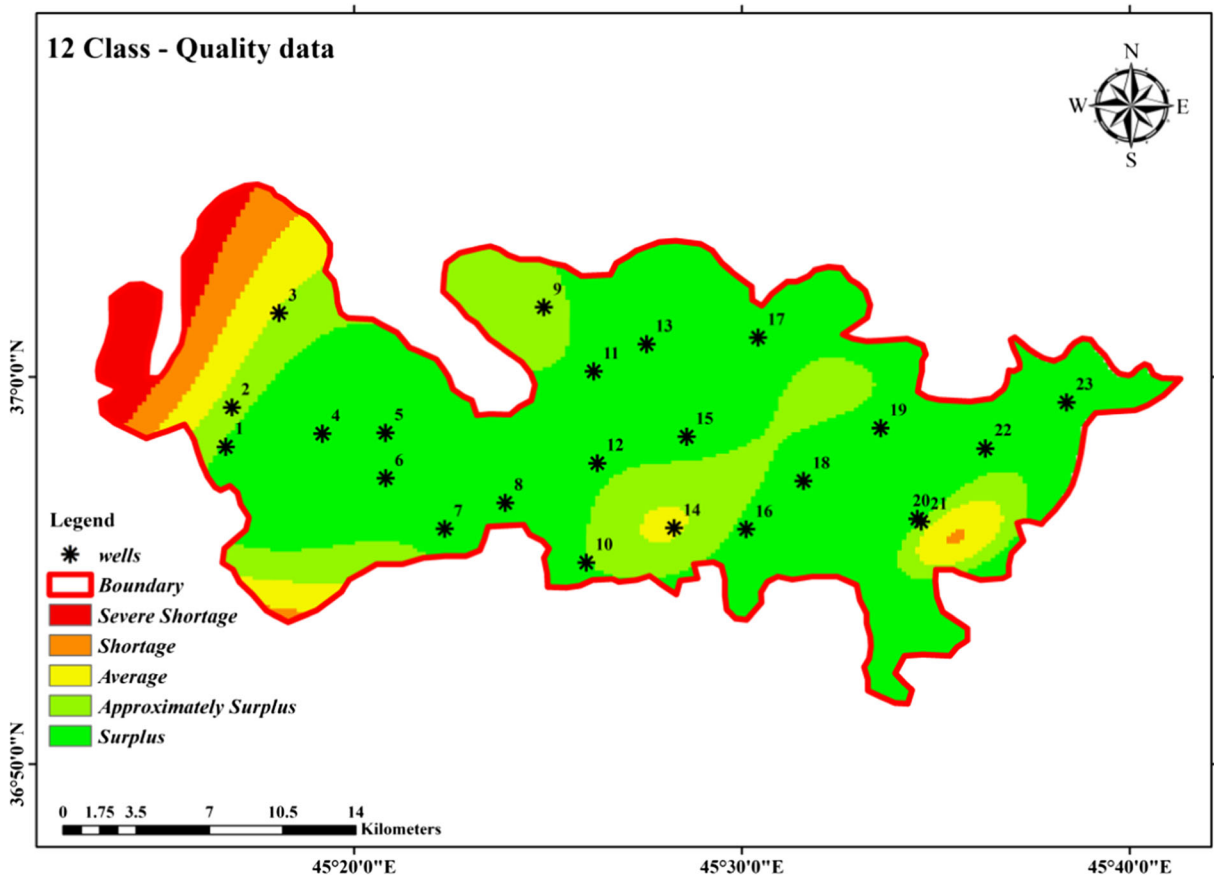 12 Class - Quality data
N
W E
S
3
9
13
17
11
2
23
1
4
5
15
19
22
12
6
18
8
7
14
16
20 21
10
Legend
wells
Boundary
Severe Shortage
Shortage
Average
Approximately Surplus
Surplus
0 1.75 3.5 7 10.5 14
Kilometers
37°0'0"N
36°50'0"N
45°20'0"E 45°30'0"E 45°40'0"E